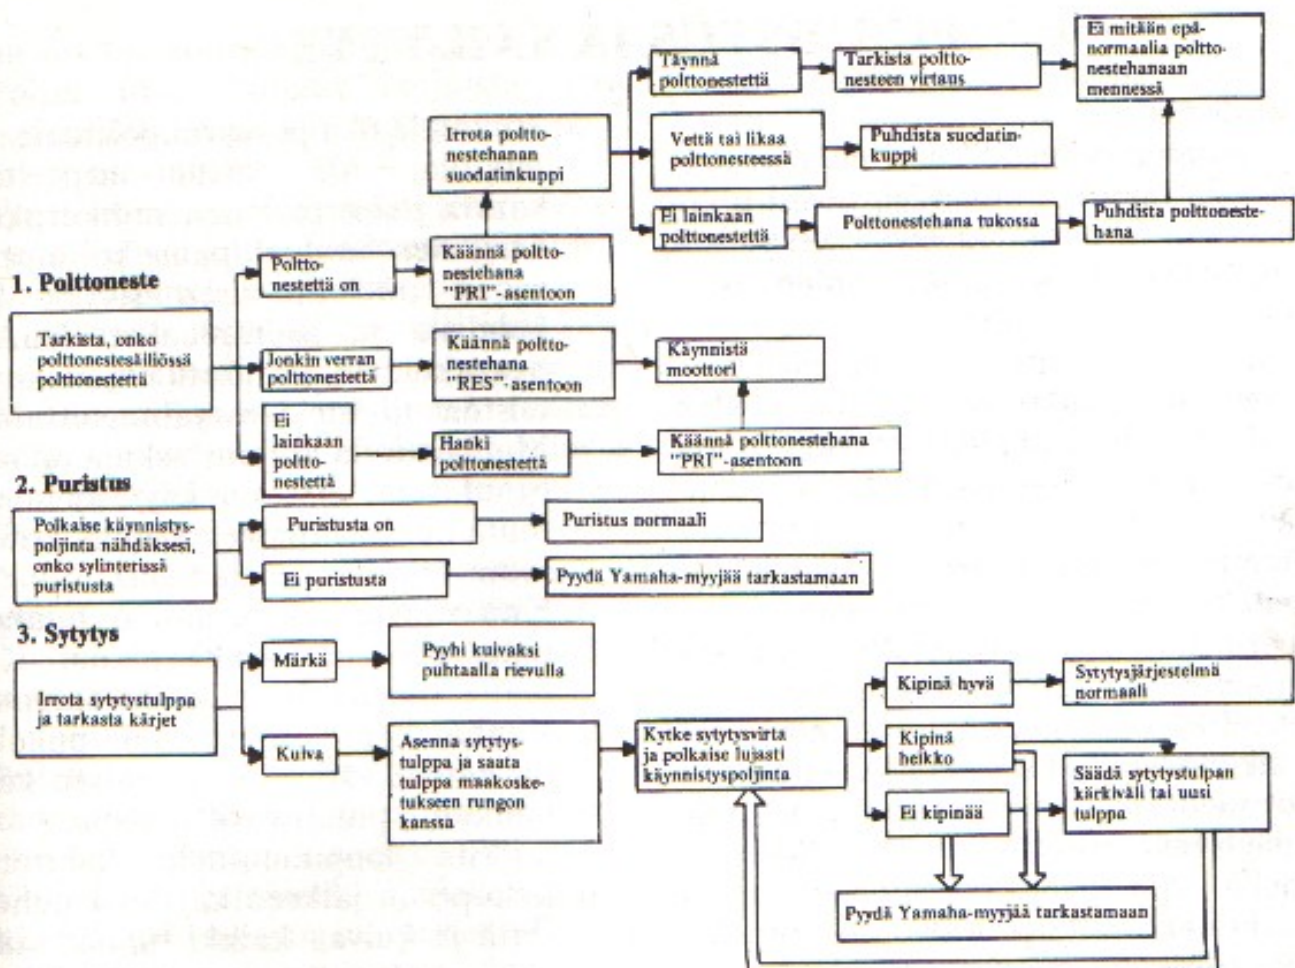 Täynnä
polttonestettä
Tarkista poltto-
nesteen virtaus
Ei mitään epä-
normaalia poltto-
nestehanaan
mennessä
Irrota poltto-
nestehanan
suodatinkuppi
Vettä tai likaa
polttonesteessä
Puhdista suodatin-
kuppi
Ei lainkaan
polttonestettä
Polttonestehana tukossa
Puhdista polttoneste-
hana
1. Polttoneste
Poltto-
nestettä on
Käännä poltto-
nestehana
"PRI"-asentoon
Tarkista, onko
polttonestesäiliössä
polttonestettä
Jonkin verran
polttonestettä
Käännä poltto-
nestehana
"RES"-asentoon
Käynnistä
moottori
Ei
lainkaan
poltto-
nestettä
Hanki
polttonestettä
Käännä polttonestehana
"PRI"-asentoon
2. Puristus
Polkaise käynnistys-
poljinta nähdäksesi,
onko sylinterissä
puristusta
Puristusta on
Puristus normaali
Ei puristusta
Pyydä Yamaha-myyjää tarkastamaan
3. Sytytys
Irrota sytytystulppa
ja tarkasta kärjet
Märkä
Pyyhi kuivaksi
puhtaalla rievulla
Kuiva
Asenna sytytys-
tulppa ja saata
tulppa maakoske-
tukseen rungon
kanssa
Kytke sytytysvirta
ja polkaise lujasti
käynnistyspoljinta
Kipinä hyvä
Sytytysjärjestelmä
normaali
Kipinä
heikko
Ei kipinää
Säädä sytytystulpan
kärkiväli tai uusi
tulppa
Pyydä Yamaha-myyjää tarkastamaan